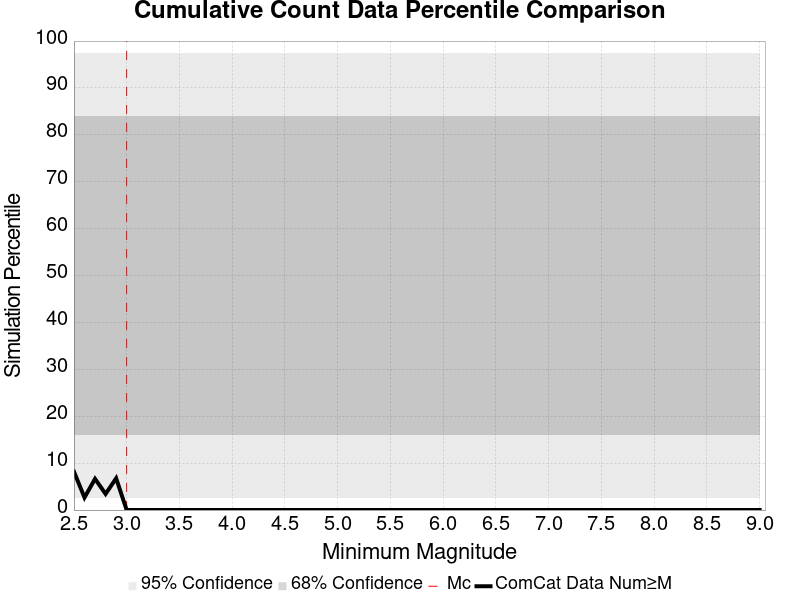 Cumulative Count Data Percentile Comparison
100
90
80
70
60
50
40
30
20
10
0
Simulation Percentile
2.5 3.0 3.5 4.0 4.5 5.0 5.5 6.0 6.5 7.0 7.5 8.0 8.5 9.0
Minimum Magnitude
95% Confidence 68% Confidence Mc ComCat Data Num≥M